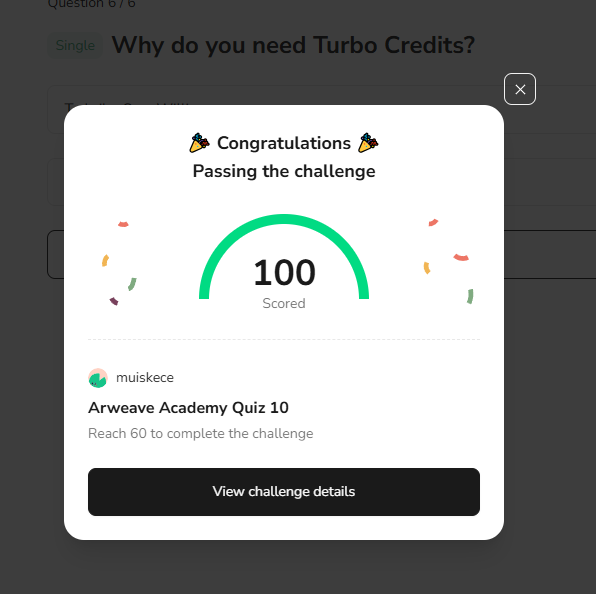 Question 6 / 6
Single Why do you need Turbo Credits?
Congratulations
Passing the challenge
100
Scored
muiskece
Arweave Academy Quiz 10
Reach 60 to complete the challenge
View challenge details